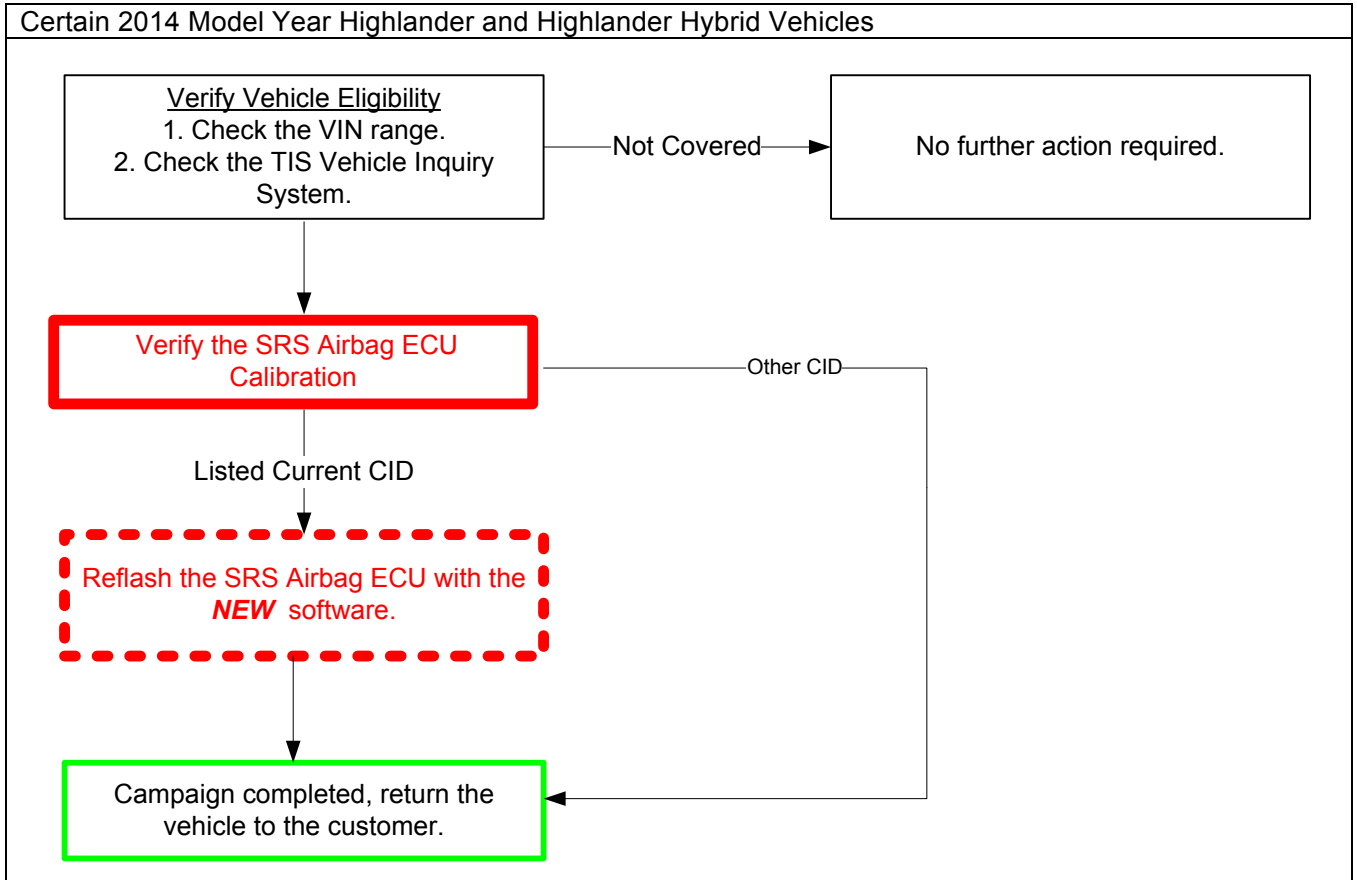 Certain 2014 Model Year Highlander and Highlander Hybrid Vehicles
Verify Vehicle Eligibility
1. Check the VIN range.
2. Check the TIS Vehicle Inquiry
System.
Not Covered
No further action required.
Verify the SRS Airbag ECU
Calibration
Other CID
Listed Current CID
Reflash the SRS Airbag ECU with the
NEW software.
Campaign completed, return the
vehicle to the customer.